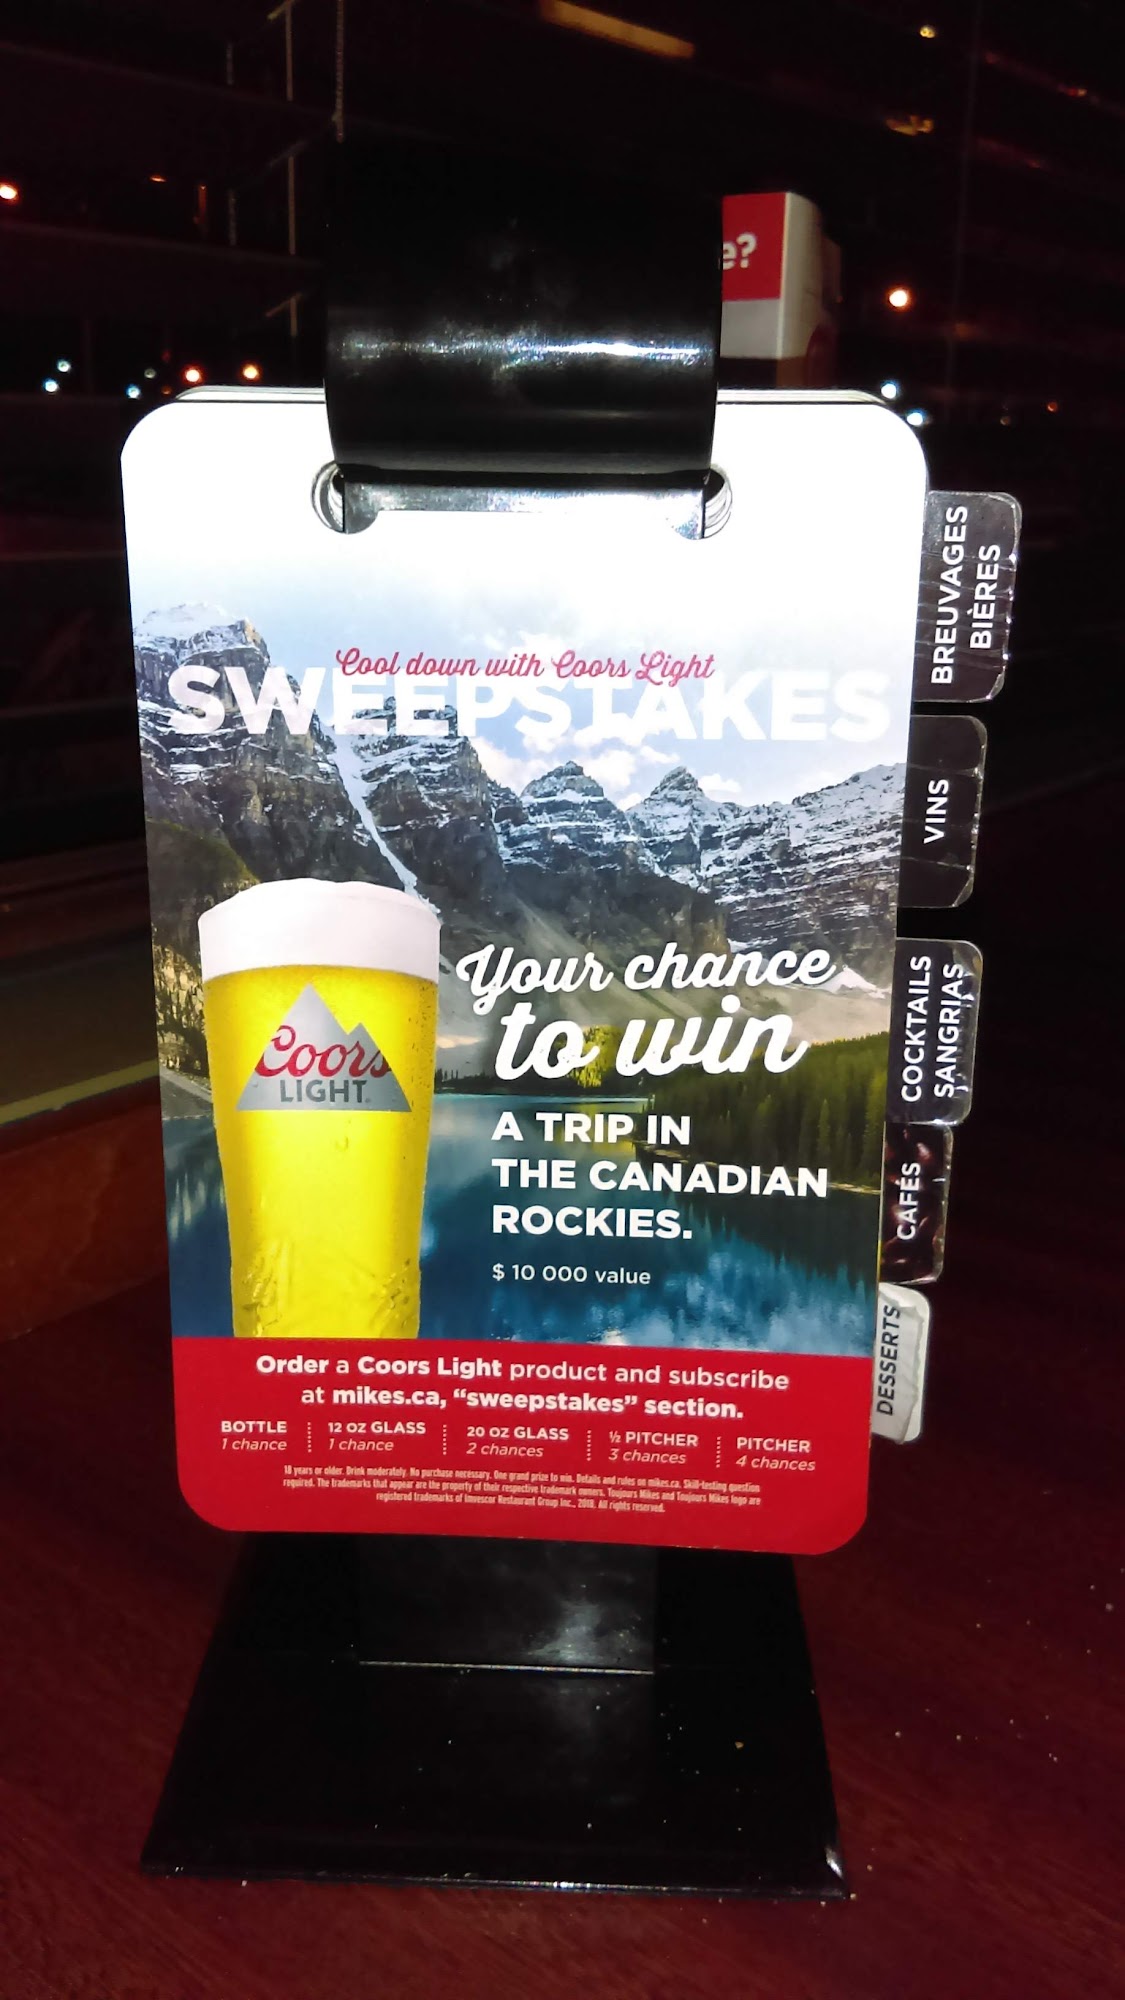 e?
Cool down with Coors Light
SWEEPSTAKES
Your chance
to win
A TRIP IN
THE CANADIAN
ROCKIES.
$ 10 000 value
Coors
LIGHT
Order a Coors Light product and subscribe
at mikes.ca, “sweepstakes” section.
BOTTLE
1 chance
12 OZ GLASS
1 chance
20 OZ GLASS
2 chances
½ PITCHER
3 chances
PITCHER
4 chances
18 years or older. Drink moderately. No purchase necessary. One grand prize to win. Details and rules on mikes.ca. Skill-testing question
required. The trademarks that appear are the property of their respective trademark owners. Toujours Mikes and Toujours Mikes logo are
registered trademarks of Imvescor Restaurant Group Inc., 2018. All rights reserved.
BREUVAGES
BIÈRES
VINS
COCKTAILS
SANGRIAS
CAFÉS
DESSERTS